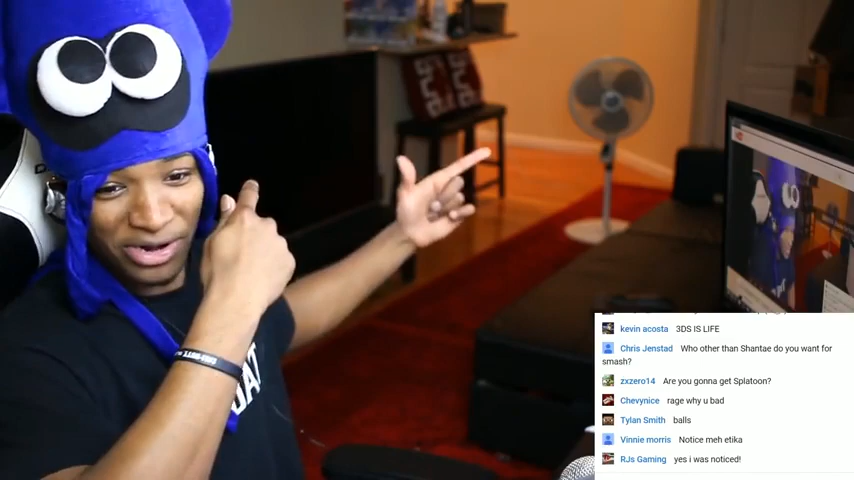 kevin acosta 3DS IS LIFE
Chris Jenstad Who other than Shantae do you want for
smash?
zxzero14 Are you gonna get Splatoon?
Chevynice rage why u bad
Tylan Smith balls
Vinnie morris Notice meh etika
RJs Gaming yes i was noticed!